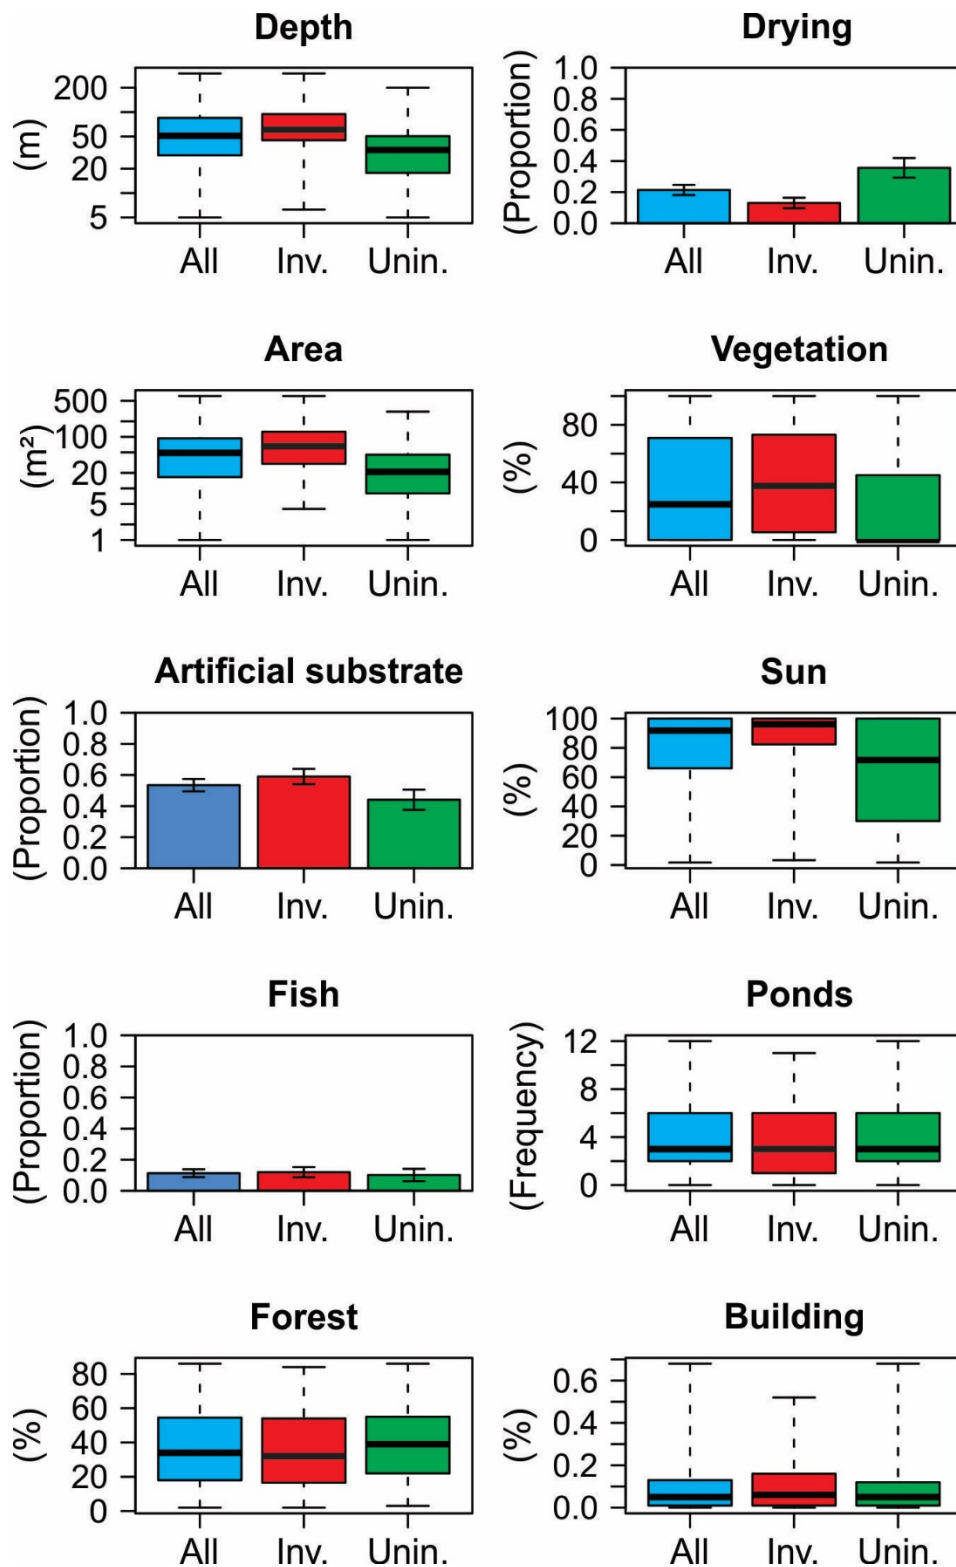 Depth
(m)
200
50
20
5
All Inv. Unin.
Drying
(Proportion)
1.0
0.8
0.6
0.4
0.2
0.0
All Inv. Unin.
Area
(m²)
500
100
20
5
1
All Inv. Unin.
Vegetation
(%)
80
40
0
All Inv. Unin.
Artificial substrate
(Proportion)
1.0
0.8
0.6
0.4
0.2
0.0
All Inv. Unin.
Sun
(%)
100
80
60
40
20
0
All Inv. Unin.
Fish
(Proportion)
1.0
0.8
0.6
0.4
0.2
0.0
All Inv. Unin.
Ponds
(Frequency)
12
8
4
0
All Inv. Unin.
Forest
(%)
80
60
40
20
0
All Inv. Unin.
Building
(%)
0.6
0.4
0.2
0.0
All Inv. Unin.